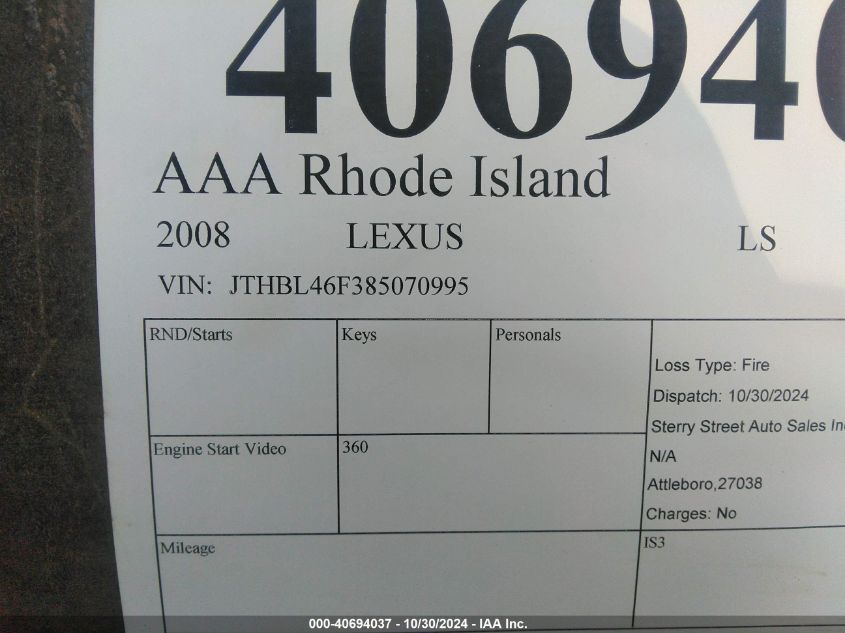 406940
AAA Rhode Island
2008 LEXUS LS
VIN: JTHBL46F385070995
RND/Starts Keys Personals
Loss Type: Fire
Dispatch: 10/30/2024
Sterry Street Auto Sales In
Engine Start Video 360
N/A
Attleboro,27038
Charges: No
Mileage IS3
000-40694037 - 10/30/2024 - IAA Inc.